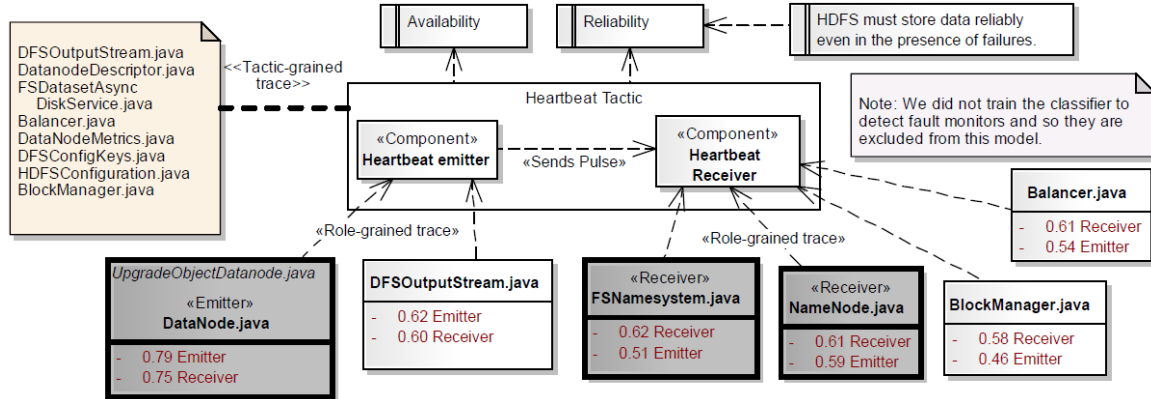 DFSOutputStream.java
DatanodeDescriptor.java
FSDatasetAsync
DiskService.java
Balancer.java
DataNodeMetrics.java
DFSConfigKeys.java
HDFSConfiguration.java
BlockManager.java
<<Tactic-grained
trace>>
Availability
Reliability
HDFS must store data reliably
even in the presence of failures.
Note: We did not train the classifier to
detect fault monitors and so they are
excluded from this model.
Heartbeat Tactic
«Component»
Heartbeat emitter
«Sends Pulse»
«Component»
Heartbeat
Receiver
«Role-grained trace»
«Role-grained trace»
UpgradeObjectDatanode.java
«Emitter»
DataNode.java
- 0.79 Emitter
- 0.75 Receiver
DFSOutputStream.java
- 0.62 Emitter
- 0.60 Receiver
«Receiver»
FSNamesystem.java
- 0.62 Receiver
- 0.51 Emitter
«Receiver»
NameNode.java
- 0.61 Receiver
- 0.59 Emitter
BlockManager.java
- 0.58 Receiver
- 0.46 Emitter
Balancer.java
- 0.61 Receiver
- 0.54 Emitter